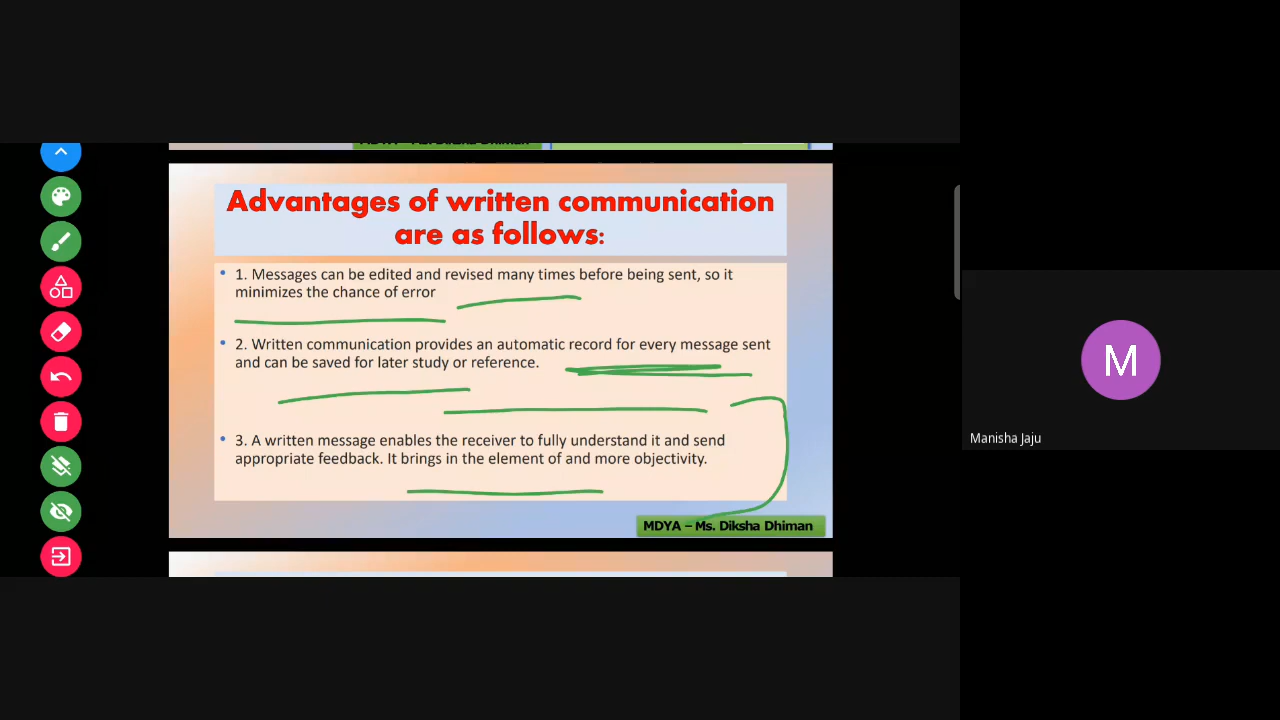 Advantages of written communication
are as follows:
• 1. Messages can be edited and revised many times before being sent, so it
minimizes the chance of error
• 2. Written communication provides an automatic record for every message sent
and can be saved for later study or reference.
• 3. A written message enables the receiver to fully understand it and send
appropriate feedback. It brings in the element of and more objectivity.
MDYA – Ms. Diksha Dhiman
M
Manisha Jaju